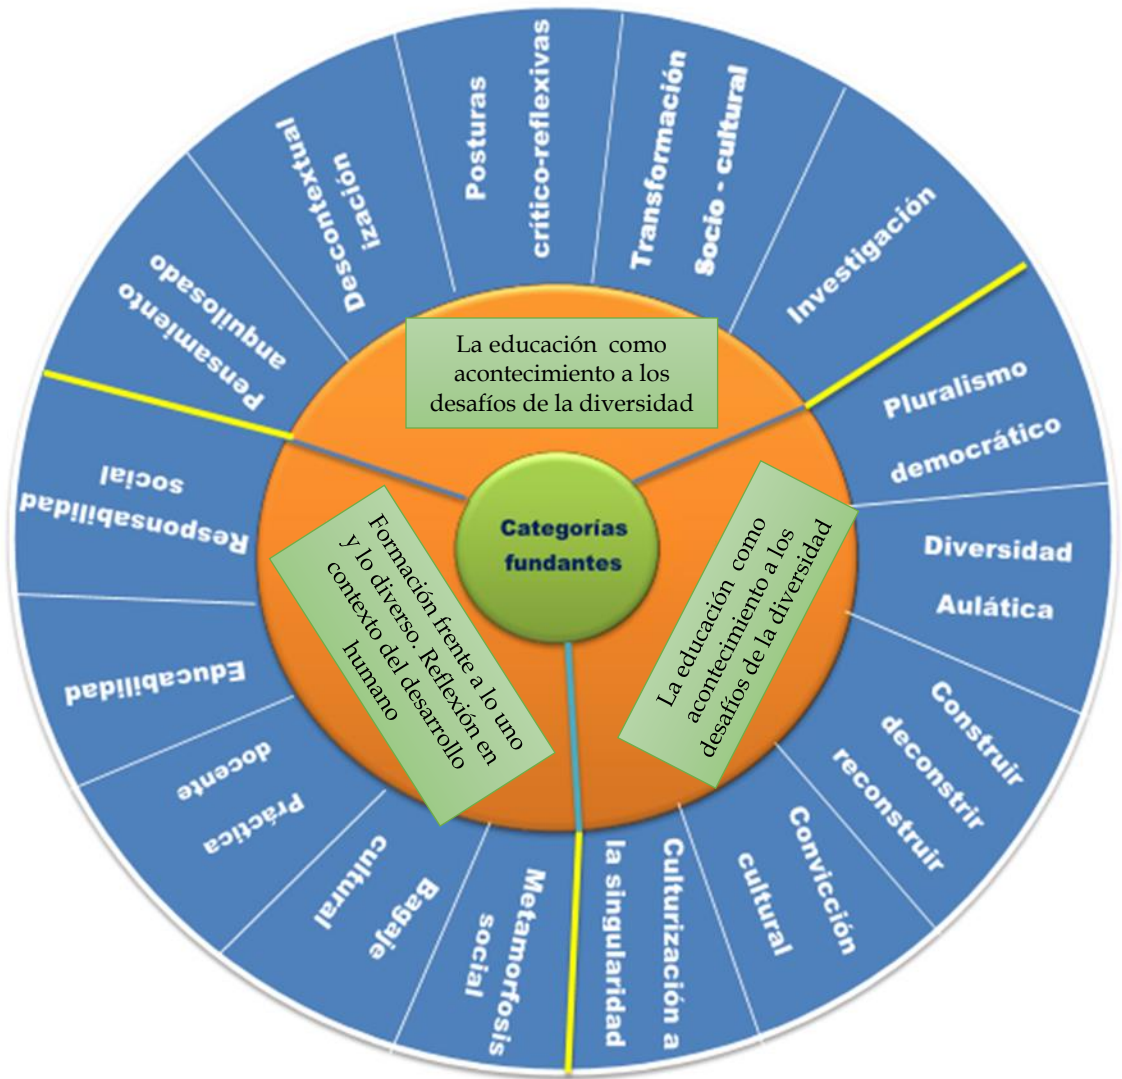 Categorías
fundantes
La educación como
acontecimiento a los
desafíos de la diversidad
La educación como
acontecimiento a los
desafíos de la diversidad
Formación frente a lo uno
y lo diverso. Reflexión en
contexto del desarrollo
humano
Pensamiento
anquilosado
Descontextual
ización
Posturas
crítico-reflexivas
Transformación
Socio - cultural
Investigación
Pluralismo
democrático
Diversidad
Aulática
Construir
deconstrir
reconstruir
Convicción
cultural
Culturización a
la singularidad
Metamorfosis
social
Bagaje
cultural
Práctica
docente
Educabilidad
Responsabilidad
social